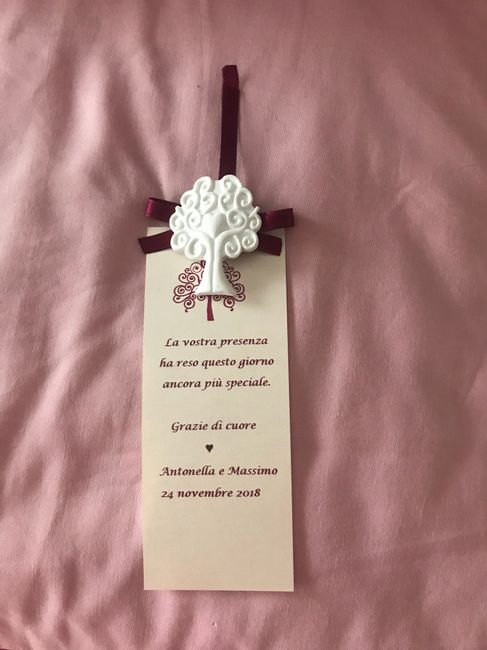 La vostra presenza
ha reso questo giorno
ancora più speciale.
Grazie di cuore
♥
Antonella e Massimo
24 novembre 2018